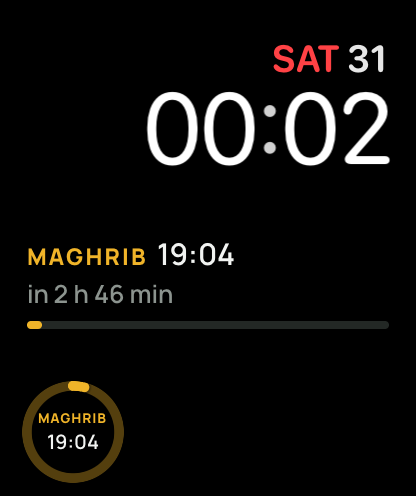 SAT 31
00:02
MAGHRIB 19:04
in 2 h 46 min
MAGHRIB
19:04